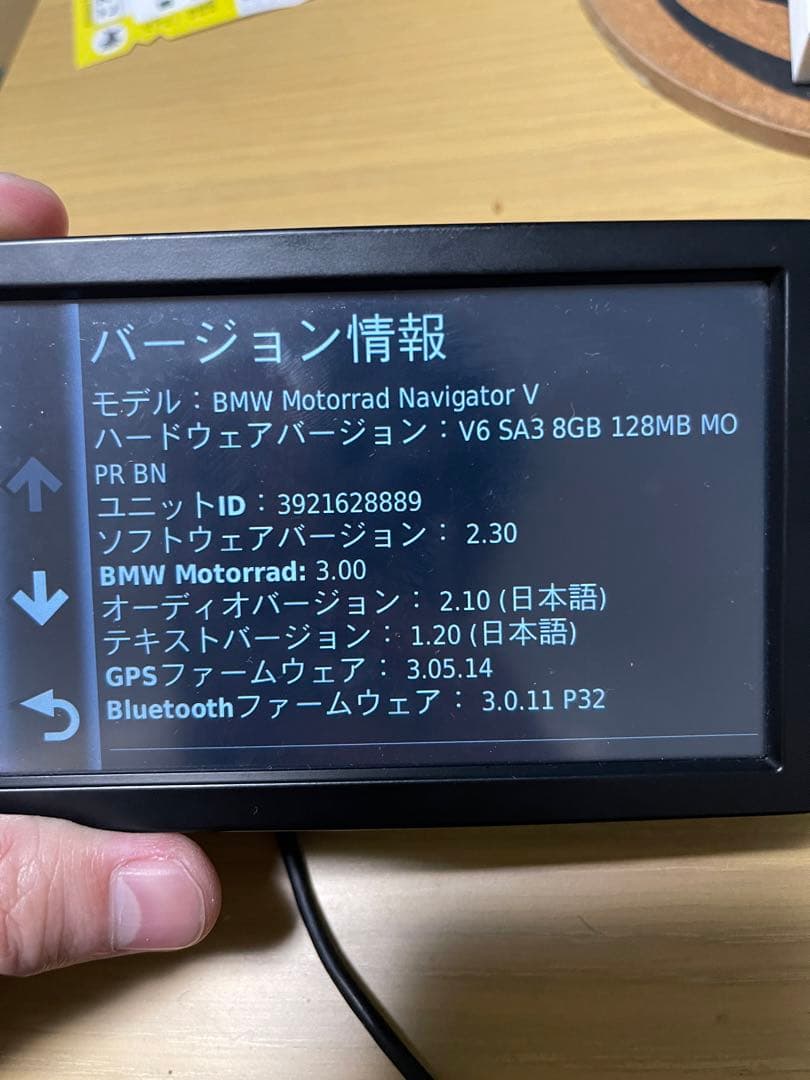 バージョン情報
モデル：BMW Motorrad Navigator V
ハードウェアバージョン：V6 SA3 8GB 128MB MO
PR BN
ユニットID：3921628889
ソフトウェアバージョン： 2.30
BMW Motorrad: 3.00
オーディオバージョン： 2.10 (日本語)
テキストバージョン： 1.20 (日本語)
GPSファームウェア： 3.05.14
Bluetoothファームウェア： 3.0.11 P32